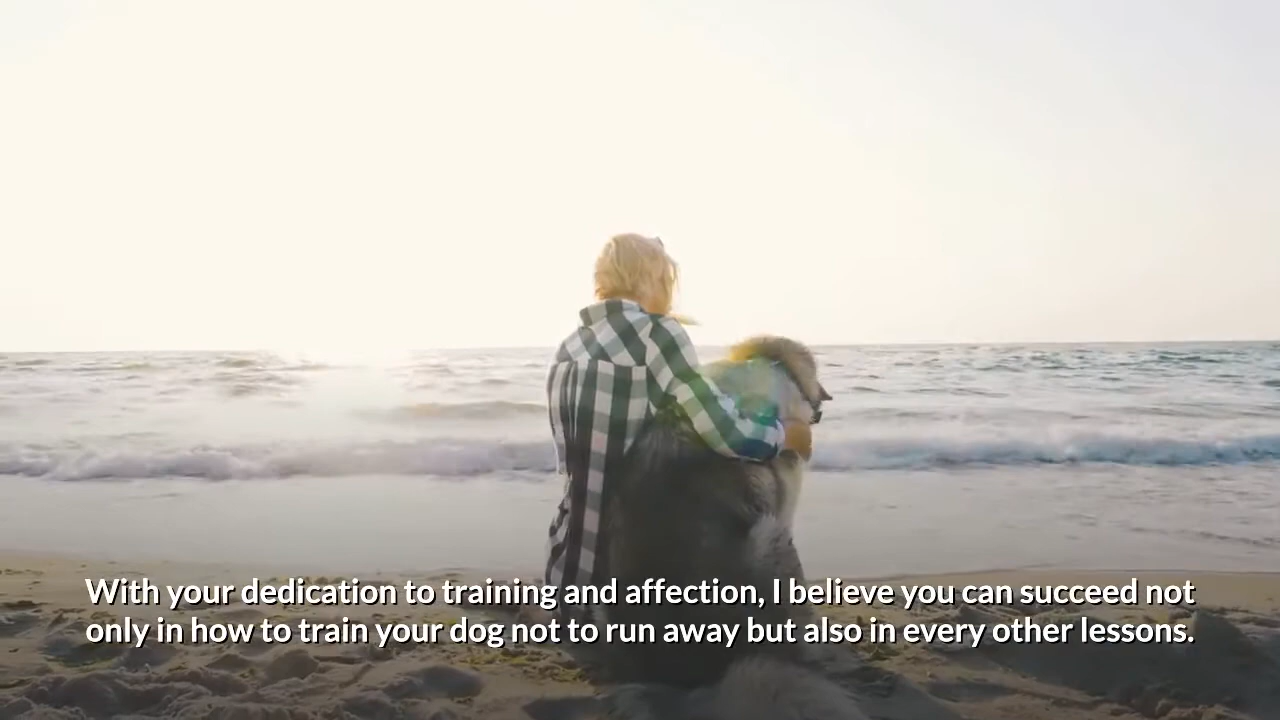 With your dedication to training and affection, I believe you can succeed not
only in how to train your dog not to run away but also in every other lessons.